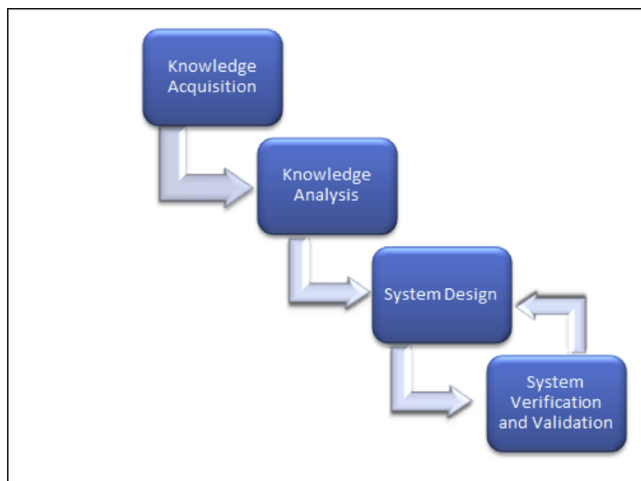 Knowledge
Acquisition
Knowledge
Analysis
System Design
System
Verification
and Validation